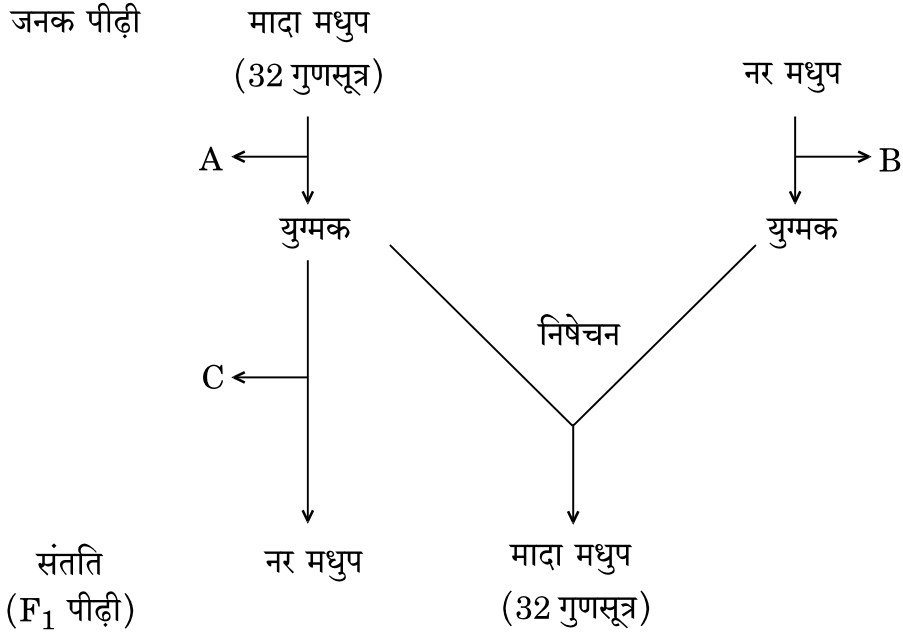 जनक पीढ़ी
मादा मधुप
(32 गुणसूत्र)
नर मधुप
A
B
युग्मक
युग्मक
निषेचन
C
संतति
(F₁ पीढ़ी)
नर मधुप
मादा मधुप
(32 गुणसूत्र)